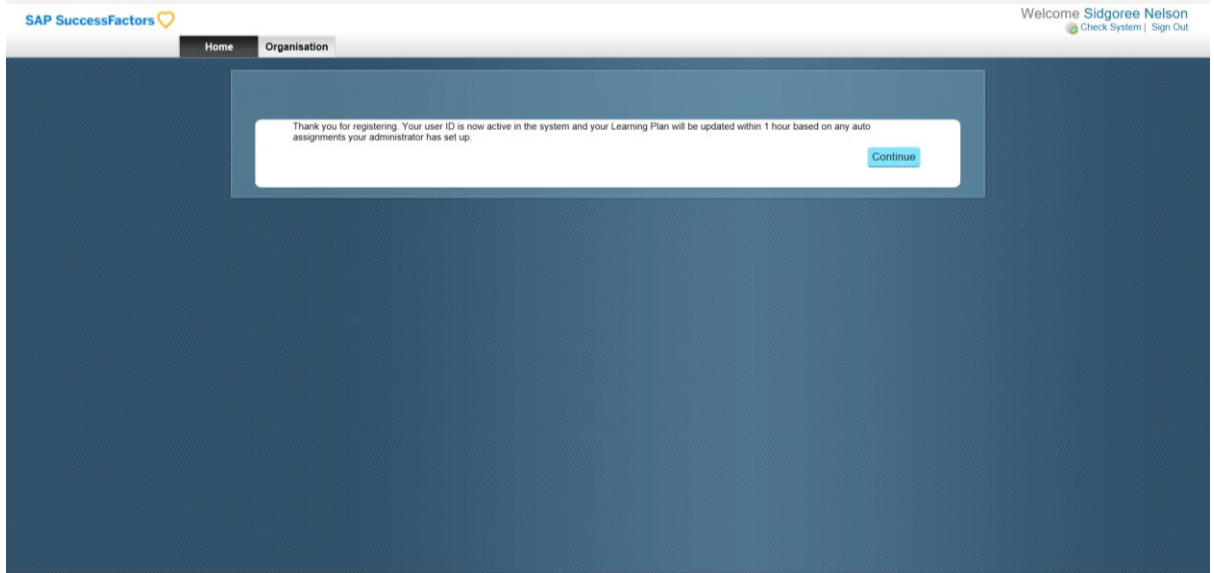 SAP SuccessFactors
Welcome Sidgoree Nelson
Check System | Sign Out
Home Organisation
Thank you for registering. Your user ID is now active in the system and your Learning Plan will be updated within 1 hour based on any auto
assignments your administrator has set up.
Continue